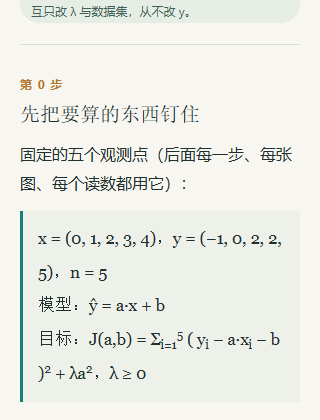 互只改 λ 与数据集，从不改 y。
第 0 步
先把要算的东西钉住
固定的五个观测点（后面每一步、每张
图、每个读数都用它）：
x = (0, 1, 2, 3, 4)，y = (−1, 0, 2, 2,
5)，n = 5
模型：ŷ = a·x + b
目标：J(a,b) = Σᵢ₌₁⁵ ( yᵢ − a·xᵢ − b
)² + λa²，λ ≥ 0